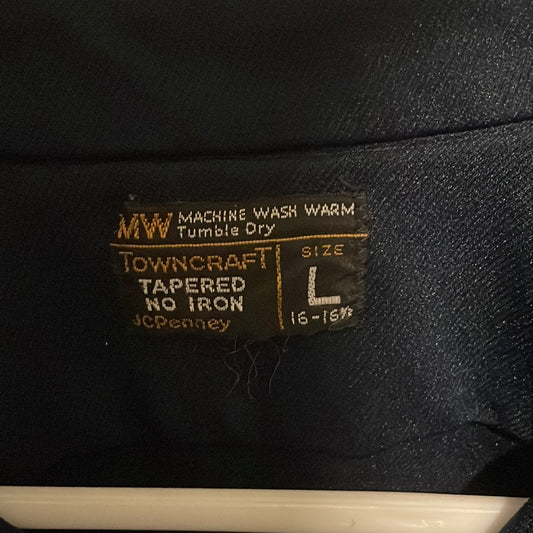 MW MACHINE WASH WARM
Tumble Dry
TOWNCRAFT
TAPERED
NO IRON
JCPenney
SIZE
L
16-16½